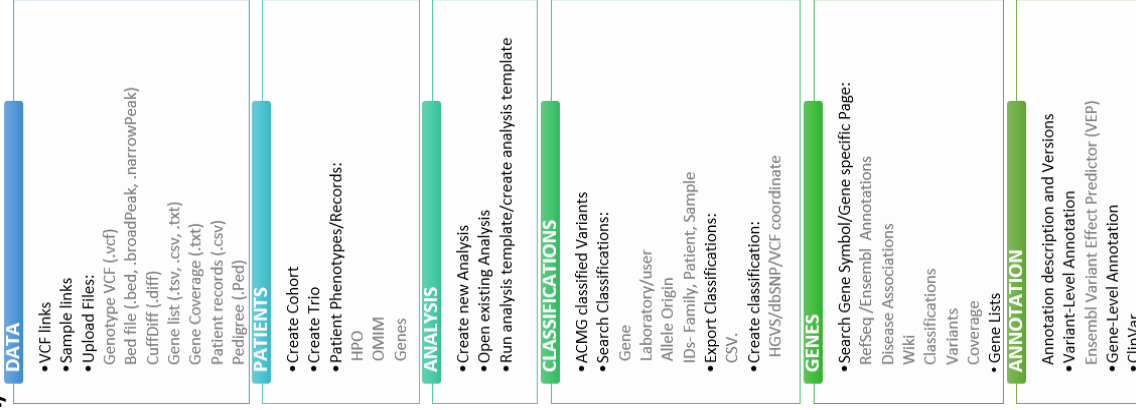 DATA
•VCF links
•Sample links
•Upload Files:
Genotype VCF (.vcf)
Bed file (.bed, .broadPeak, .narrowPeak)
CuffDiff (.diff)
Gene list (.tsv, .csv, .txt)
Gene Coverage (.txt)
Patient records (.csv)
Pedigree (.Ped)
PATIENTS
•Create Cohort
•Create Trio
•Patient Phenotypes/Records:
HPO
OMIM
Genes
ANALYSIS
•Create new Analysis
•Open existing Analysis
•Run analysis template/create analysis template
CLASSIFICATIONS
•ACMG classified Variants
•Search Classifications:
Gene
Laboratory/user
Allele Origin
IDs- Family, Patient, Sample
•Export Classifications:
CSV.
•Create classification:
HGVS/dbSNP/VCF coordinate
GENES
•Search Gene Symbol/Gene specific Page:
RefSeq /Ensembl Annotations
Disease Associations
Wiki
Classifications
Variants
Coverage
•Gene Lists
ANNOTATION
Annotation description and Versions
•Variant-Level Annotation
Ensembl Variant Effect Predictor (VEP)
•Gene-Level Annotation
•ClinVar